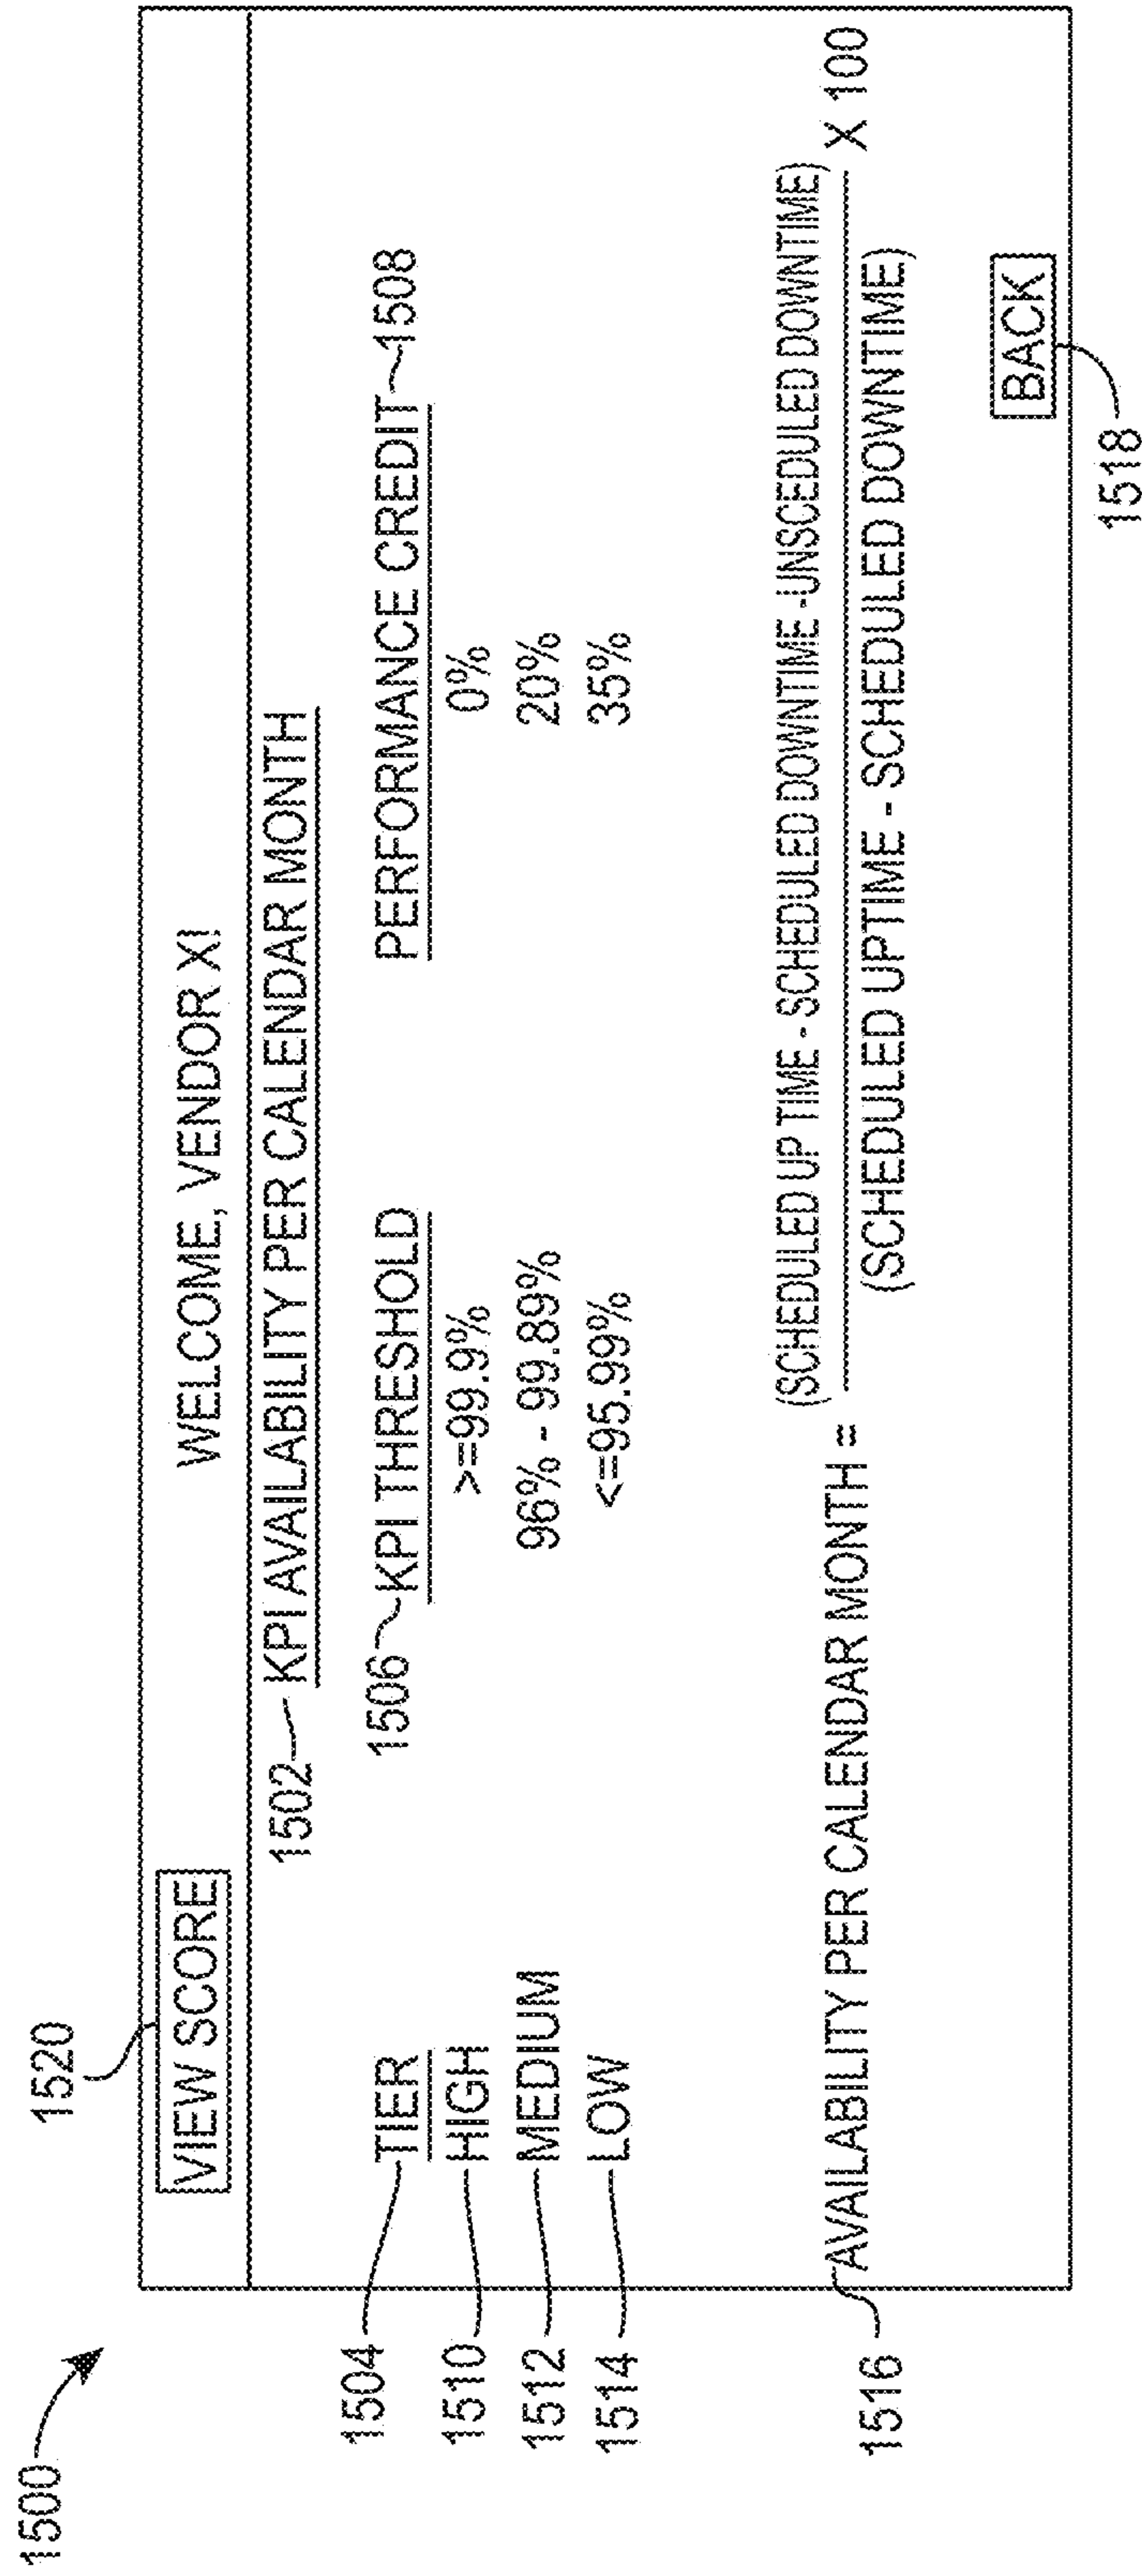 1500
1520
VIEW SCORE
WELCOME, VENDOR X!
1502 KPI AVAILABILITY PER CALENDAR MONTH
1504 TIER
1506 KPI THRESHOLD
PERFORMANCE CREDIT 1508
1510 HIGH >=99.9% 0%
1512 MEDIUM 96% - 99.89% 20%
1514 LOW <=95.99% 35%
(SCHEDULED UP TIME - SCHEDULED DOWNTIME -UNSCEDULED DOWNTIME)
1516 AVAILABILITY PER CALENDAR MONTH = X 100
(SCHEDULED UPTIME - SCHEDULED DOWNTIME)
BACK
1518